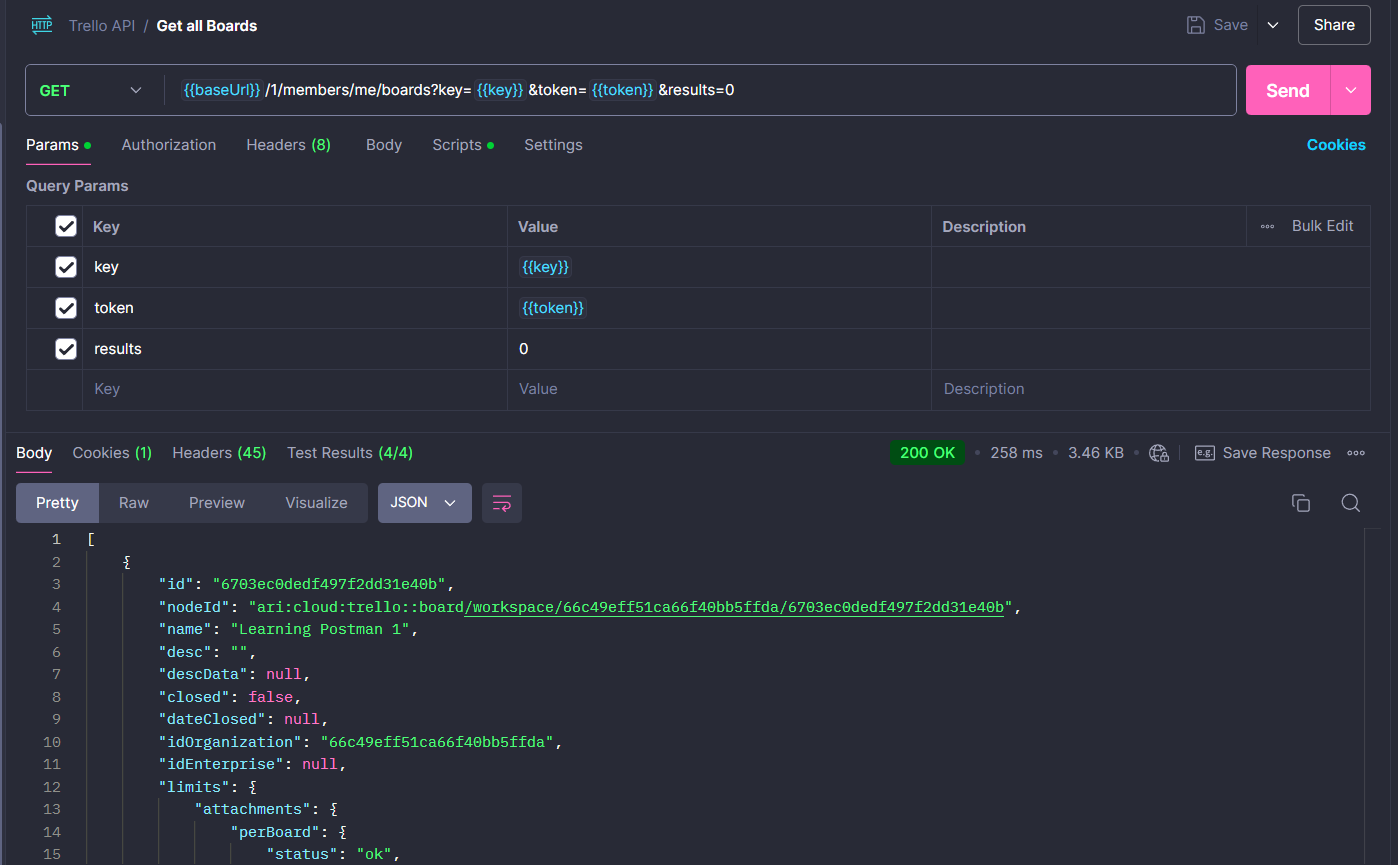 HTTP Trello API / Get all Boards Save Share
GET {{baseUrl}} /1/members/me/boards?key= {{key}} &token= {{token}} &results=0 Send
Params Authorization Headers (8) Body Scripts Settings Cookies
Query Params
Key Value Description Bulk Edit
key {{key}}
token {{token}}
results 0
Key Value Description
Body Cookies (1) Headers (45) Test Results (4/4) 200 OK 258 ms 3.46 KB e.g. Save Response
Pretty Raw Preview Visualize JSON
1 [
2 {
3 "id": "6703ec0dedf497f2dd31e40b",
4 "nodeId": "ari:cloud:trello::board/workspace/66c49eff51ca66f40bb5ffda/6703ec0dedf497f2dd31e40b",
5 "name": "Learning Postman 1",
6 "desc": "",
7 "descData": null,
8 "closed": false,
9 "dateClosed": null,
10 "idOrganization": "66c49eff51ca66f40bb5ffda",
11 "idEnterprise": null,
12 "limits": {
13 "attachments": {
14 "perBoard": {
15 "status": "ok",